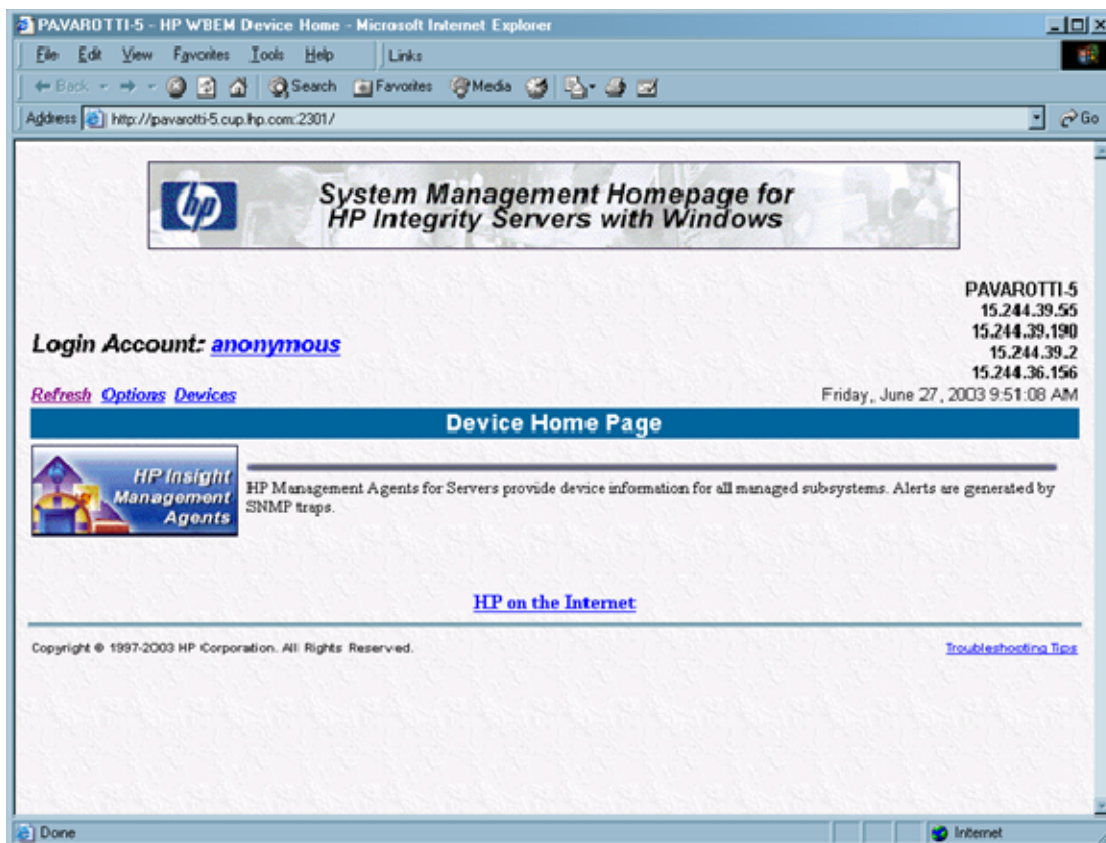 PAVAROTTI-5 - HP WBEM Device Home - Microsoft Internet Explorer
File Edit View Favorites Tools Help Links
Back Search Favorites Media
Address http://pavarotti-5.cup.hp.com:2301/ Go
hp
System Management Homepage for
HP Integrity Servers with Windows
PAVAROTTI-5
15.244.39.55
15.244.39.190
15.244.39.2
15.244.36.156
Login Account: anonymous
Refresh Options Devices
Friday, June 27, 2003 9:51:08 AM
Device Home Page
HP Insight
Management
Agents
HP Management Agents for Servers provide device information for all managed subsystems. Alerts are generated by
SNMP traps.
HP on the Internet
Copyright © 1997-2003 HP Corporation. All Rights Reserved.
Troubleshooting Tips
Done
Internet